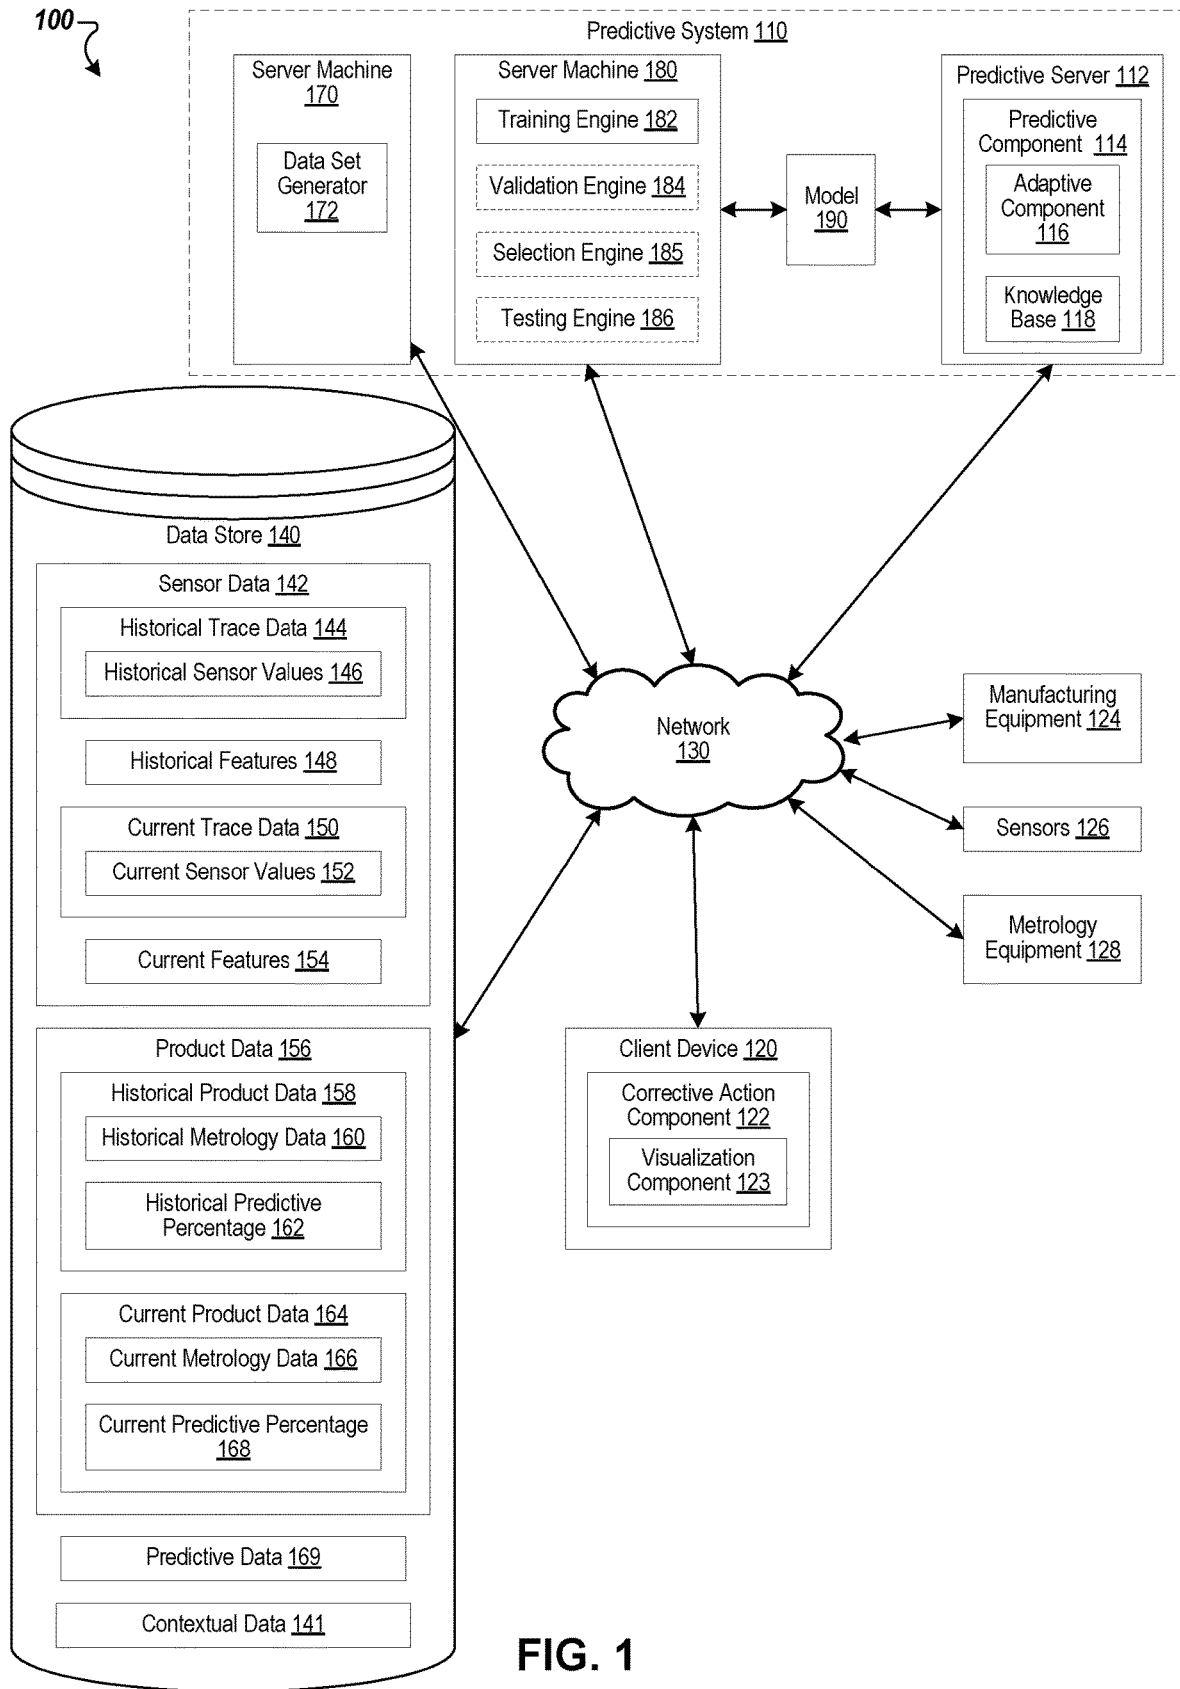 100
Predictive System 110
Server Machine
170
Data Set
Generator
172
Server Machine 180
Training Engine 182
Validation Engine 184
Selection Engine 185
Testing Engine 186
Model
190
Predictive Server 112
Predictive
Component 114
Adaptive
Component
116
Knowledge
Base 118
Data Store 140
Sensor Data 142
Historical Trace Data 144
Historical Sensor Values 146
Historical Features 148
Current Trace Data 150
Current Sensor Values 152
Current Features 154
Product Data 156
Historical Product Data 158
Historical Metrology Data 160
Historical Predictive
Percentage 162
Current Product Data 164
Current Metrology Data 166
Current Predictive Percentage
168
Predictive Data 169
Contextual Data 141
Network
130
Manufacturing
Equipment 124
Sensors 126
Metrology
Equipment 128
Client Device 120
Corrective Action
Component 122
Visualization
Component 123
FIG. 1